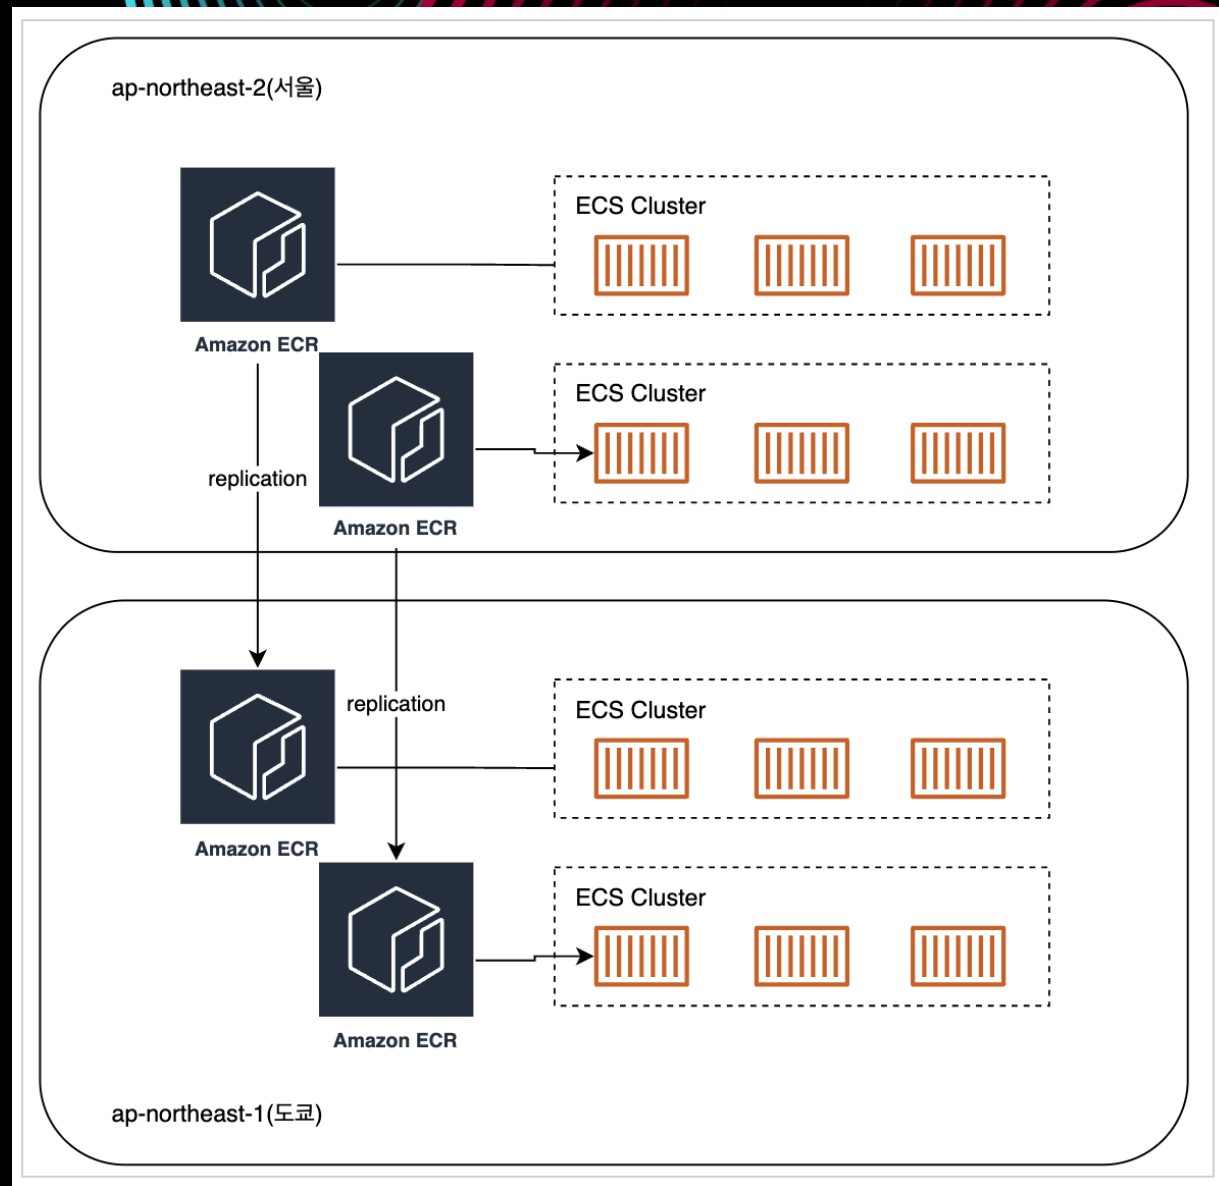 ap-northeast-2(서울)
ECS Cluster
Amazon ECR
ECS Cluster
replication
Amazon ECR
replication
ECS Cluster
Amazon ECR
ECS Cluster
Amazon ECR
ap-northeast-1(도쿄)